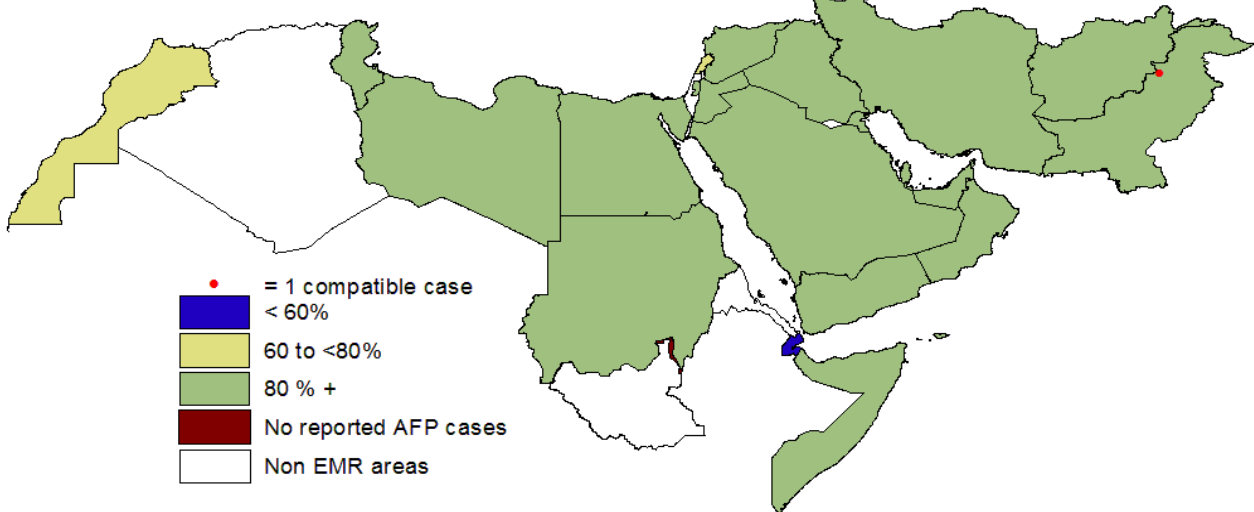 = 1 compatible case
< 60%
60 to <80%
80 % +
No reported AFP cases
Non EMR areas